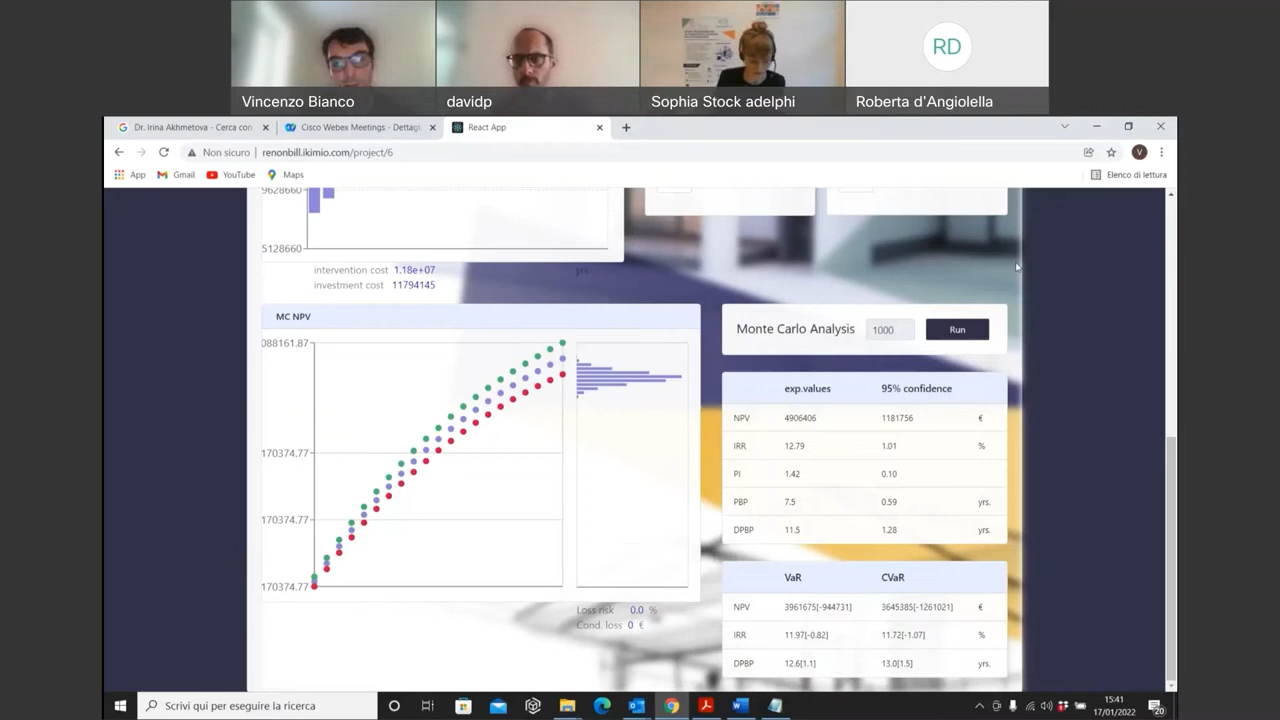 RD
Vincenzo Bianco
davidp
Sophia Stock adelphi
Roberta d'Angiolella
Dr. Irina Akhmetova - Cerca con
Cisco Webex Meetings - Dettagli
React App
Non sicuro
renonbill.ikimio.com/project/6
V
App
Gmail
YouTube
Maps
Elenco di lettura
9628660
5128660
intervention cost 1.18e+07
yrs.
investment cost 11794145
MC NPV
Monte Carlo Analysis 1000 Run
088161.87
170374.77
170374.77
170374.77
Loss risk 0.0 %
Cond. loss 0 €
exp.values 95% confidence
NPV 4906406 1181756 €
IRR 12.79 1.01 %
PI 1.42 0.10
PBP 7.5 0.59 yrs.
DPBP 11.5 1.28 yrs.
VaR CVaR
NPV 3961675[-944731] 3645385[-1261021] €
IRR 11.97[-0.82] 11.72[-1.07] %
DPBP 12.6[1.1] 13.0[1.5] yrs.
Scrivi qui per eseguire la ricerca
15:41
17/01/2022
20